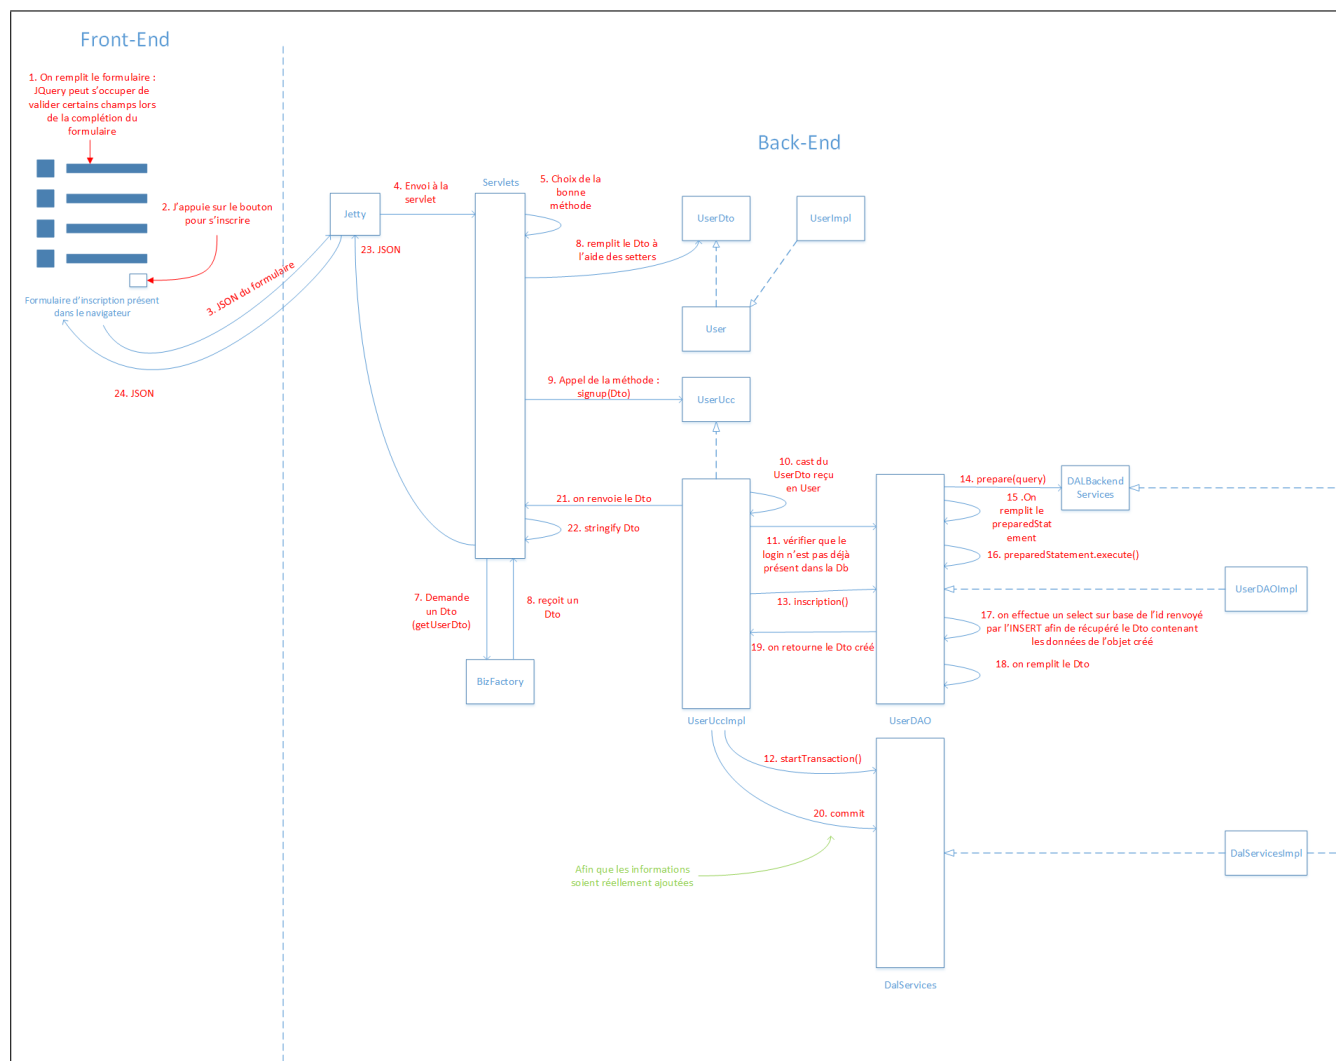 Front-End
1. On remplit le formulaire :
JQuery peut s'occuper de
valider certains champs lors
de la complétion du
formulaire
2. J'appuie sur le bouton
pour s'inscrire
Formulaire d'inscription présent
dans le navigateur
3. JSON du formulaire
24. JSON
Back-End
Jetty
4. Envoi à la
servlet
23. JSON
Servlets
5. Choix de la
bonne
méthode
8. remplit le Dto à
l'aide des setters
UserDto
UserImpl
User
9. Appel de la méthode :
signup(Dto)
UserUcc
10. cast du
UserDto reçu
en User
21. on renvoie le Dto
22. stringify Dto
11. vérifier que le
login n'est pas déjà
présent dans la Db
13. inscription()
19. on retourne le Dto créé
7. Demande
un Dto
(getUserDto)
8. reçoit un
Dto
BizFactory
UserUccImpl
14. prepare(query)
DALBackend
Services
15 .On
remplit le
preparedStat
ement
16. preparedStatement.execute()
UserDAOImpl
17. on effectue un select sur base de l'id renvoyé
par l'INSERT afin de récupéré le Dto contenant
les données de l'objet créé
18. on remplit le Dto
UserDAO
12. startTransaction()
20. commit
Afin que les informations
soient réellement ajoutées
DalServicesImpl
DalServices